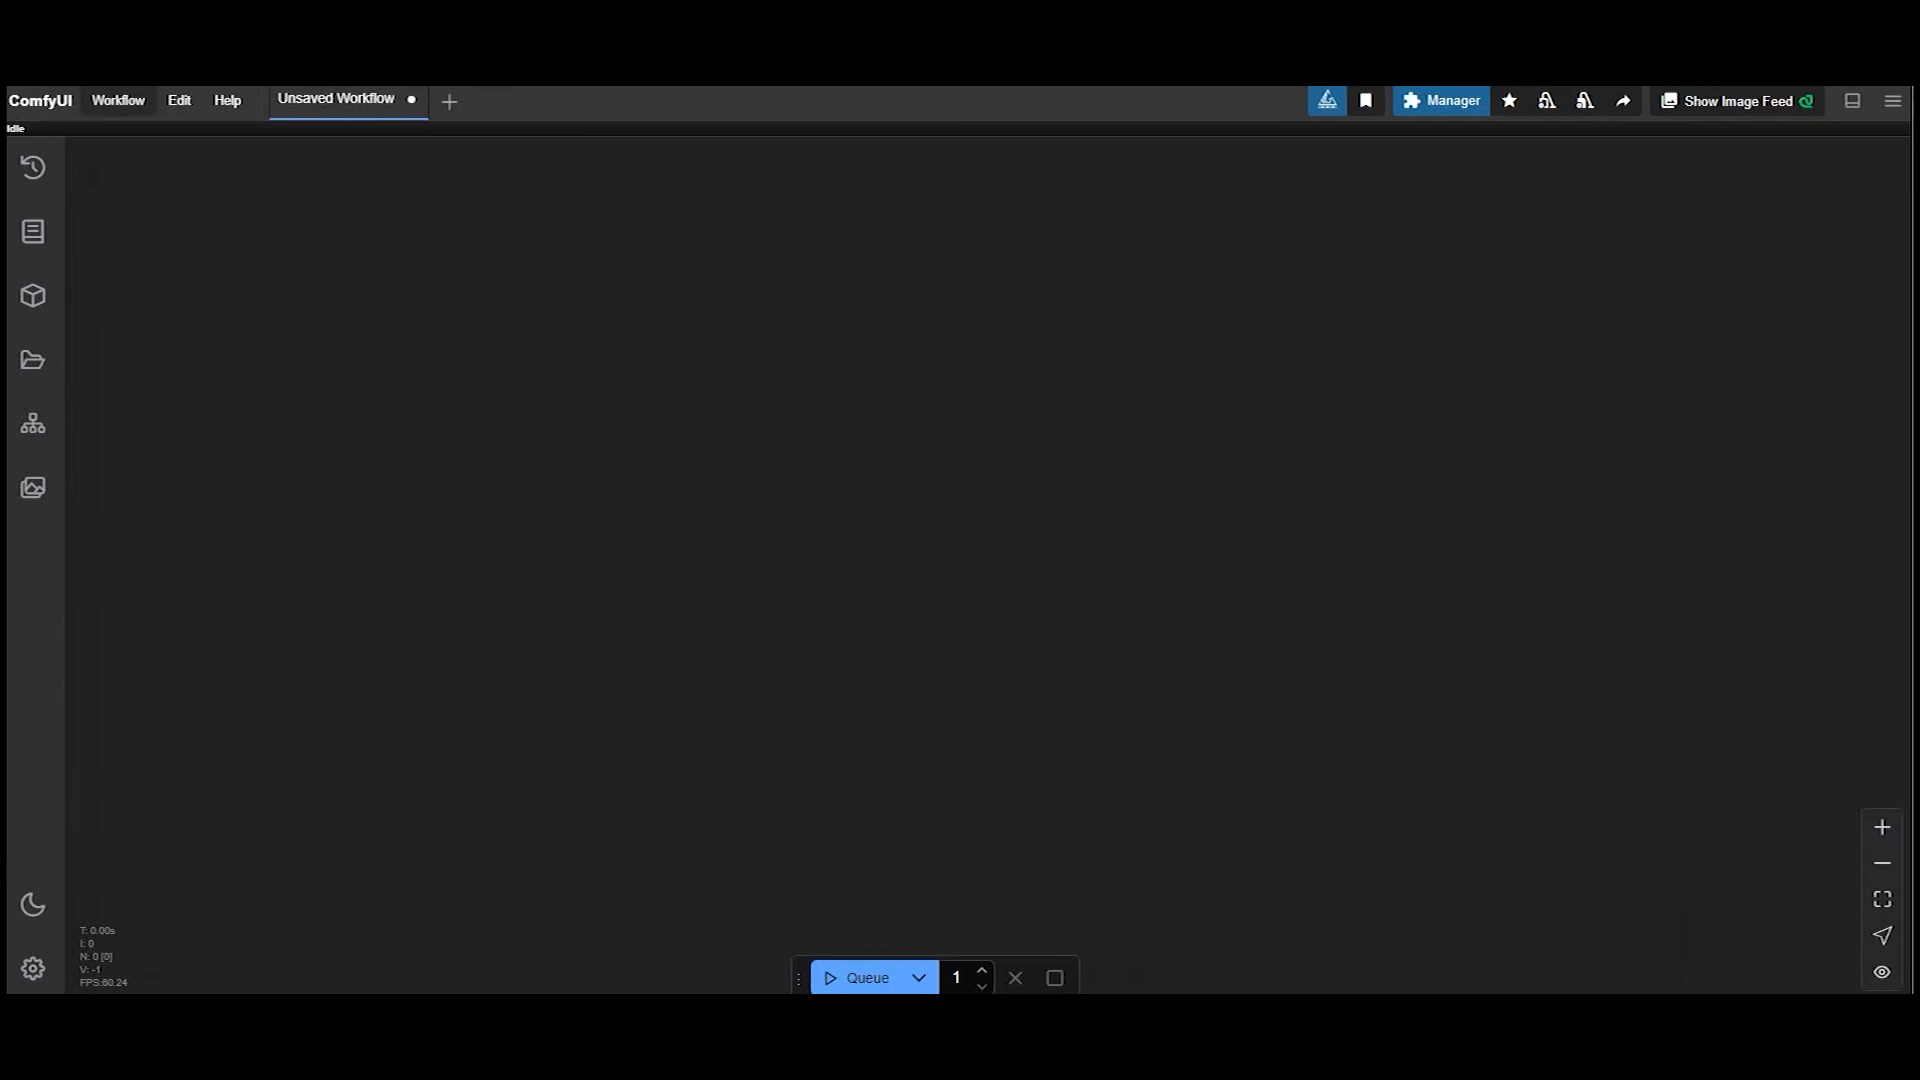 ComfyUI Workflow Edit Help Unsaved Workflow Manager Show Image Feed
Idle
T: 0.00s
I: 0
N: 0 [0]
V: -1
FPS:60.24
Queue 1